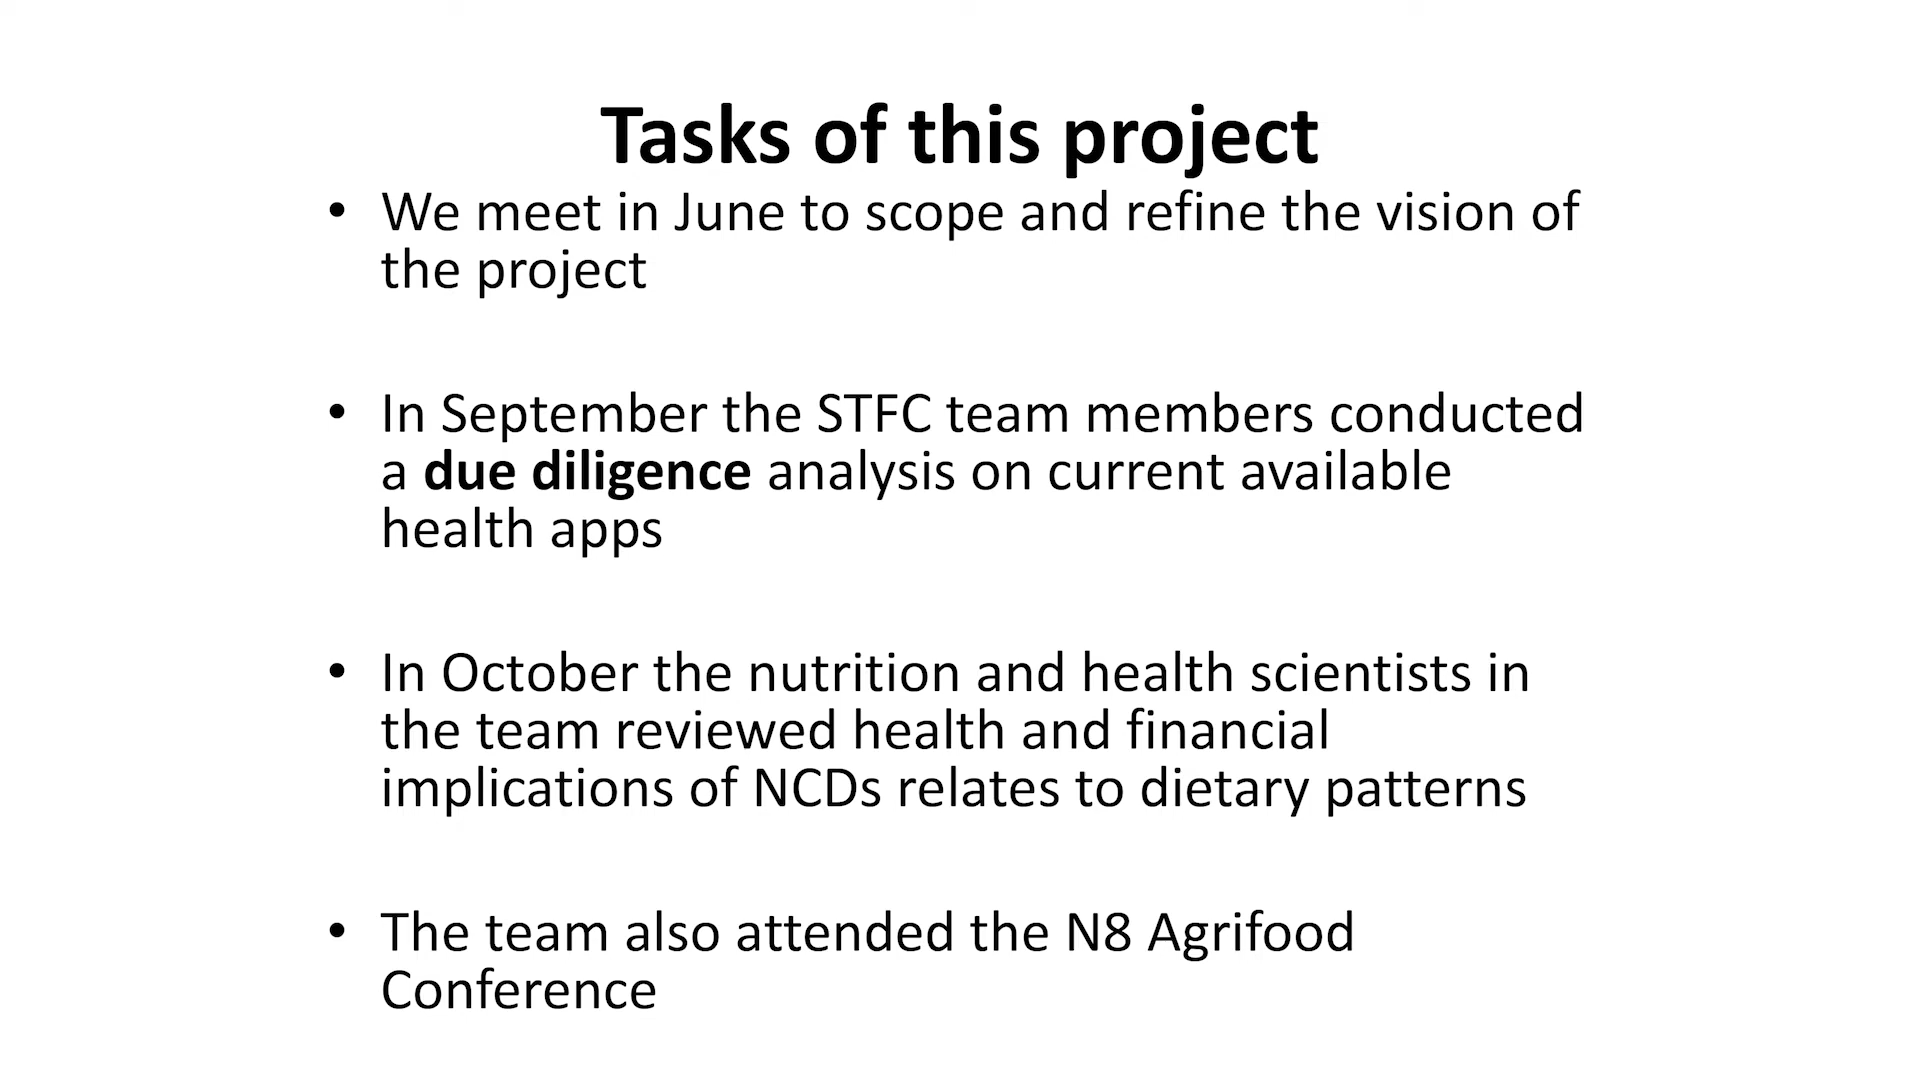 Tasks of this project
• We meet in June to scope and refine the vision of
the project
• In September the STFC team members conducted
a due diligence analysis on current available
health apps
• In October the nutrition and health scientists in
the team reviewed health and financial
implications of NCDs relates to dietary patterns
• The team also attended the N8 Agrifood
Conference